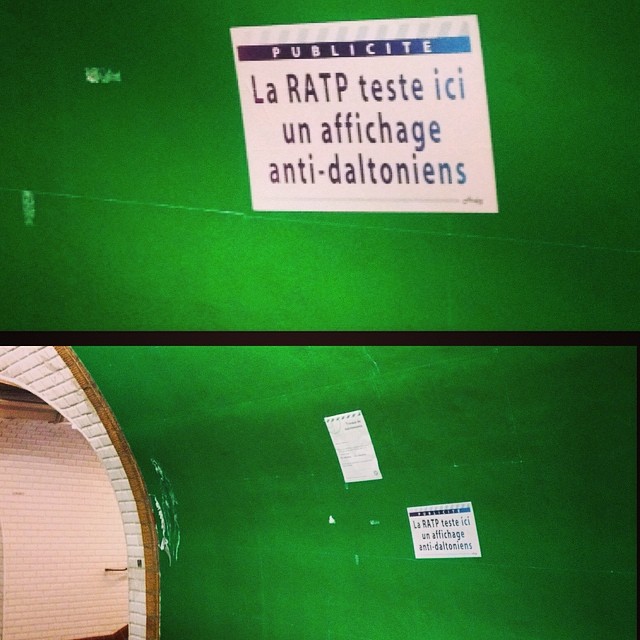 PUBLICITE
La RATP teste ici
un affichage
anti-daltoniens
PUBLICITE
La RATP teste ici
un affichage
anti-daltoniens